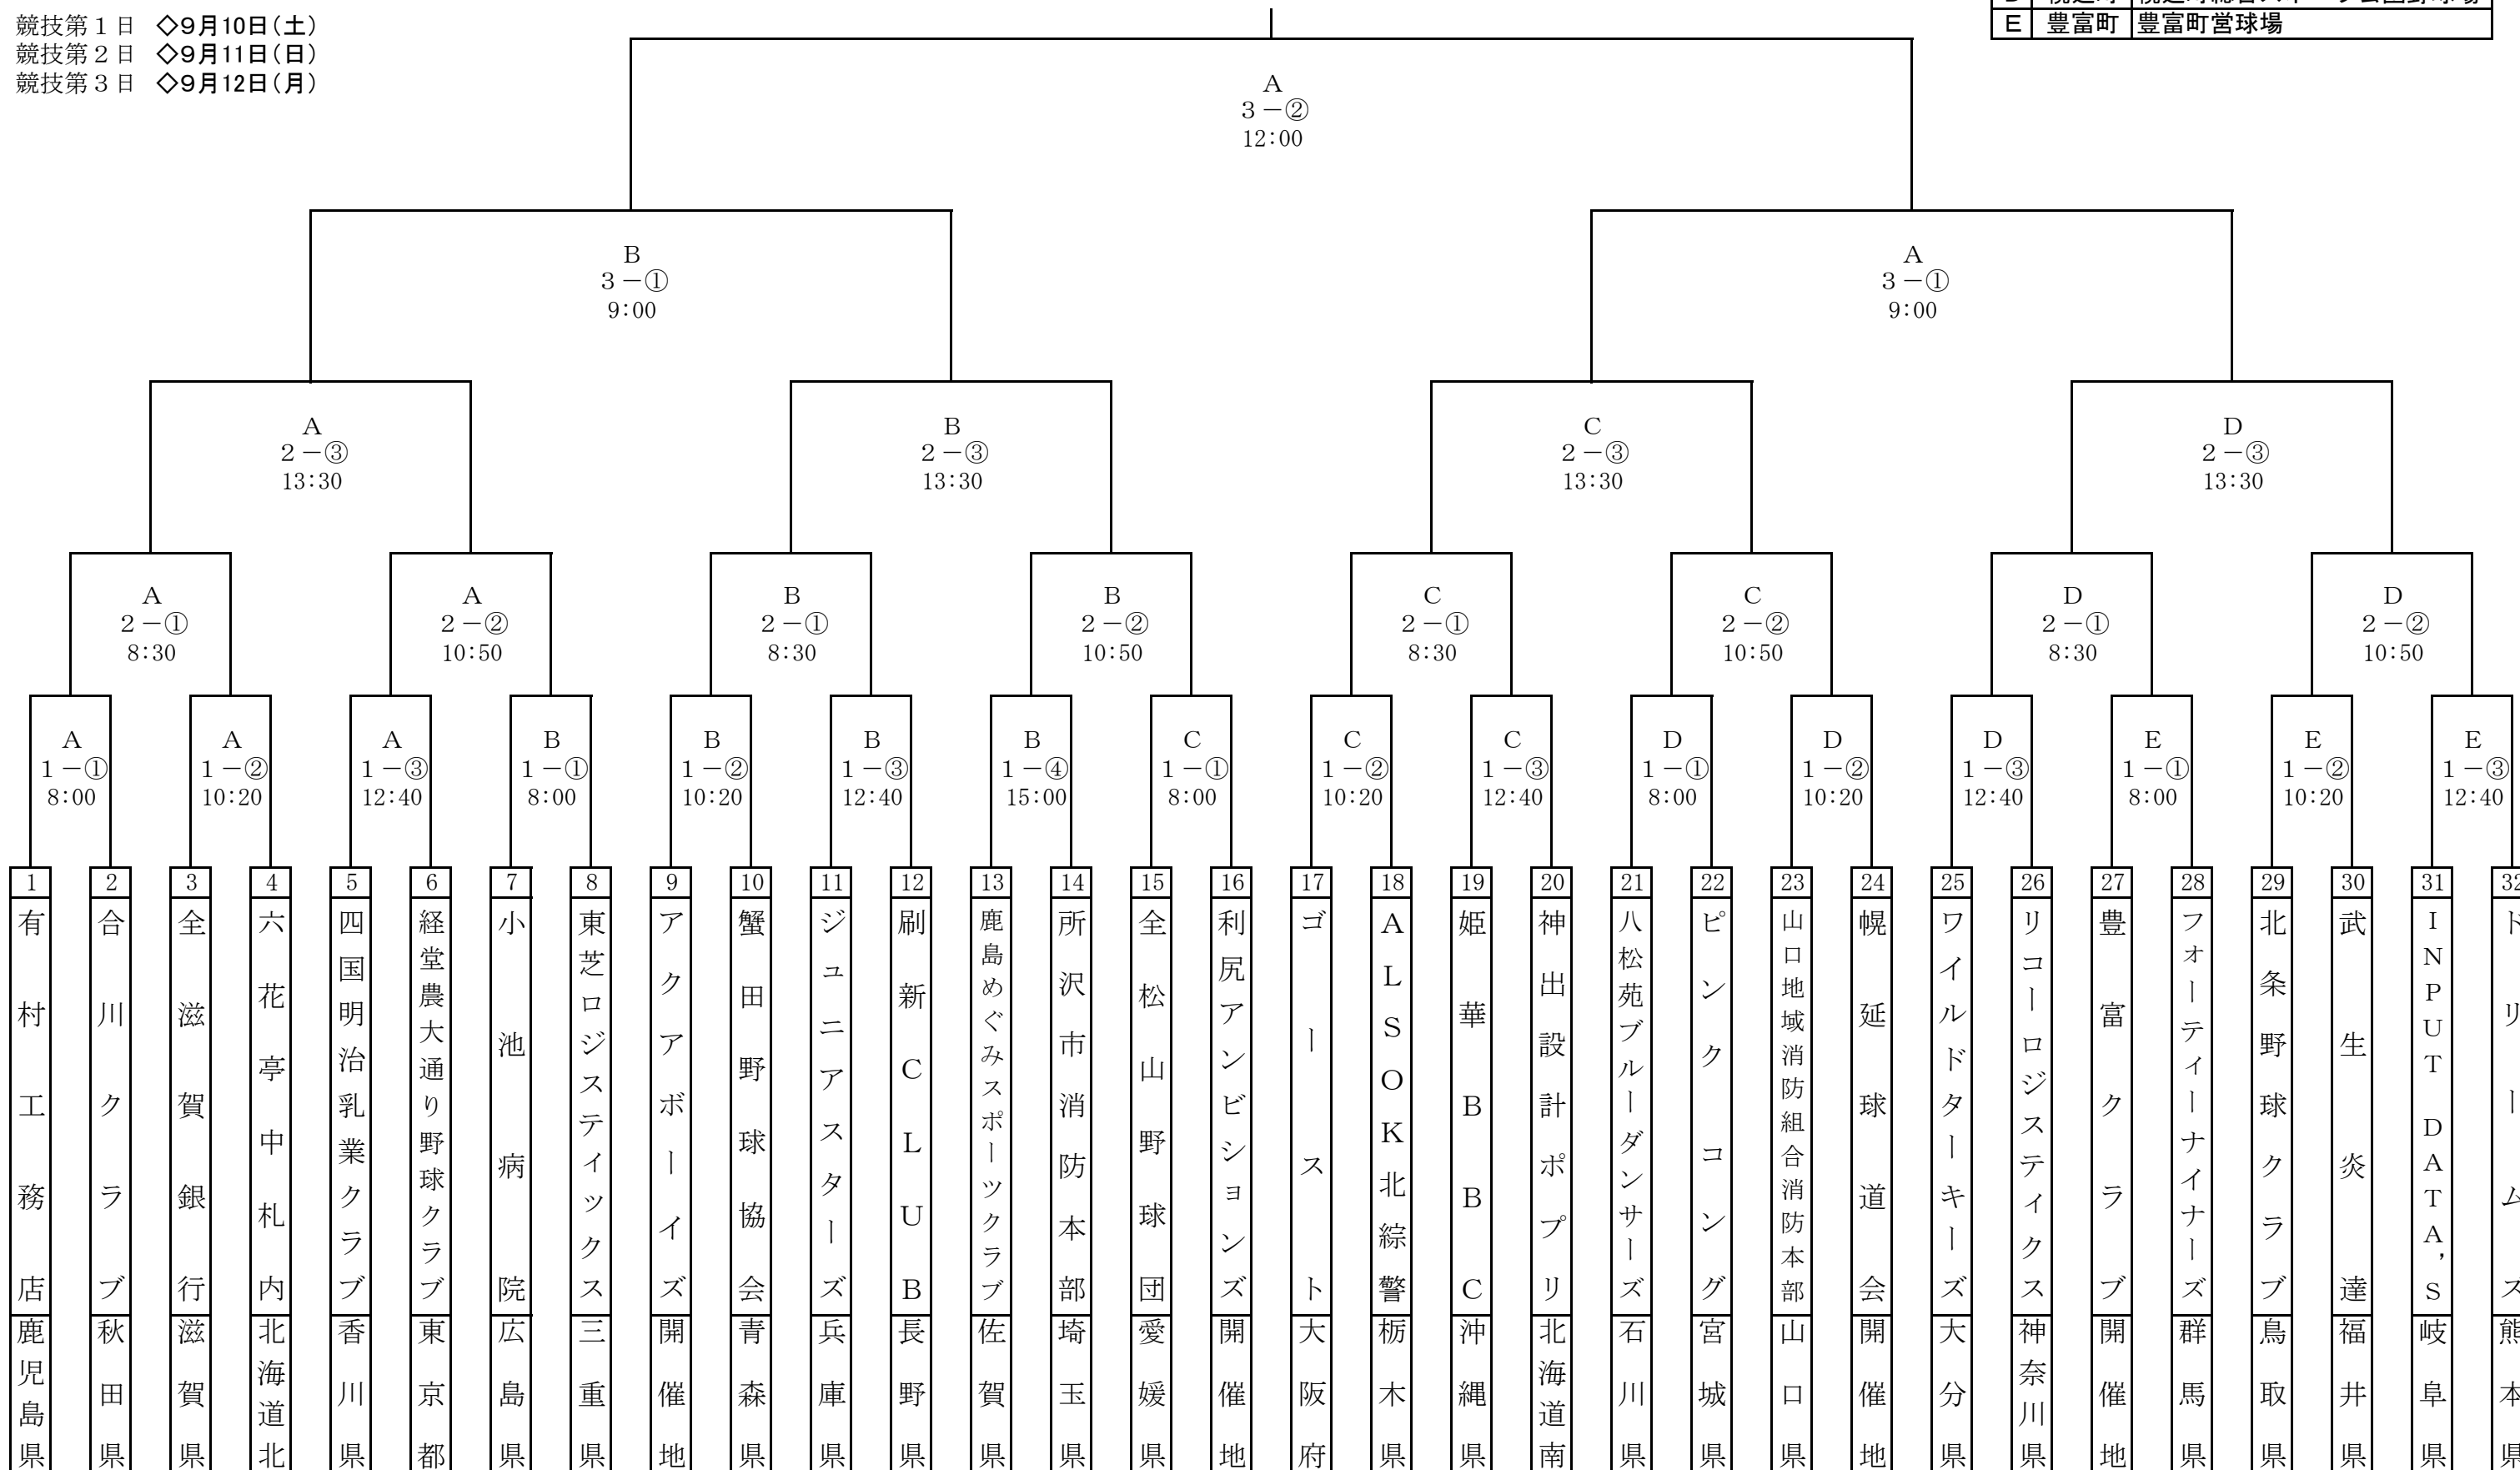 競技第１日 ◇９月10日（土）
競技第２日 ◇９月11日（日）
競技第３日 ◇９月12日（月）
E 豊富町 豊富町営球場
A
３－②
12:00
B
３－①
9:00
A
３－①
9:00
A
２－③
13:30
B
２－③
13:30
C
２－③
13:30
D
２－③
13:30
A
２－①
8:30
A
２－②
10:50
B
２－①
8:30
B
２－②
10:50
C
２－①
8:30
C
２－②
10:50
D
２－①
8:30
D
２－②
10:50
A
１－①
8:00
A
１－②
10:20
A
１－③
12:40
B
１－①
8:00
B
１－②
10:20
B
１－③
12:40
B
１－④
15:00
C
１－①
8:00
C
１－②
10:20
C
１－③
12:40
D
１－①
8:00
D
１－②
10:20
D
１－③
12:40
E
１－①
8:00
E
１－②
10:20
E
１－③
12:40
1
有村工務店
鹿児島県
2
合川クラブ
秋田県
3
全滋賀銀行
滋賀県
4
六花亭中札内
北海道北
5
四国明治乳業クラブ
香川県
6
経堂農大通り野球クラブ
東京都
7
小池病院
広島県
8
東芝ロジスティックス
三重県
9
アクアボーイズ
開催地
10
蟹田野球協会
青森県
11
ジュニアスターズ
兵庫県
12
刷新ＣＬＵＢ
長野県
13
鹿島めぐみスポーツクラブ
佐賀県
14
所沢市消防本部
埼玉県
15
全松山野球団
愛媛県
16
利尻アンビションズ
開催地
17
ゴースト
大阪府
18
ＡＬＳＯＫ北綜警
栃木県
19
姫華ＢＢＣ
沖縄県
20
神出設計ポプリ
北海道南
21
八松苑ブルーダンサーズ
石川県
22
ピンクコング
宮城県
23
山口地域消防組合消防本部
山口県
24
幌延球道会
開催地
25
ワイルドターキーズ
大分県
26
リコーロジスティクス
神奈川県
27
豊富クラブ
開催地
28
フォーティーナイナーズ
群馬県
29
北条野球クラブ
鳥取県
30
武生炎達
福井県
31
ＩＮＰＵＴ ＤＡＴＡ’Ｓ
岐阜県
32
ドリームズ
熊本県